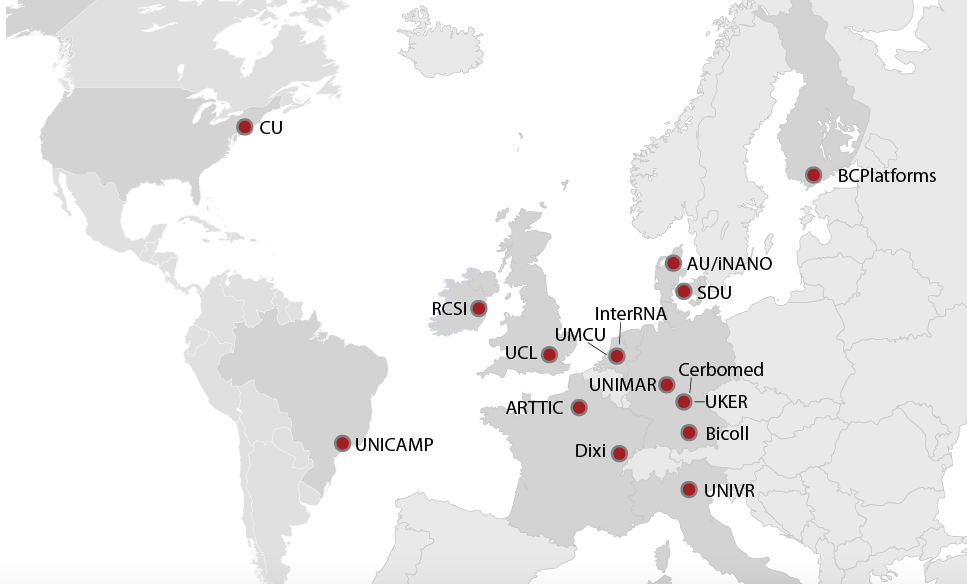 CU
BCPlatforms
AU/iNANO
SDU
RCSI
InterRNA
UMCU
UCL
Cerbomed
UNIMAR
UKER
ARTTIC
Bicoll
UNICAMP
Dixi
UNIVR